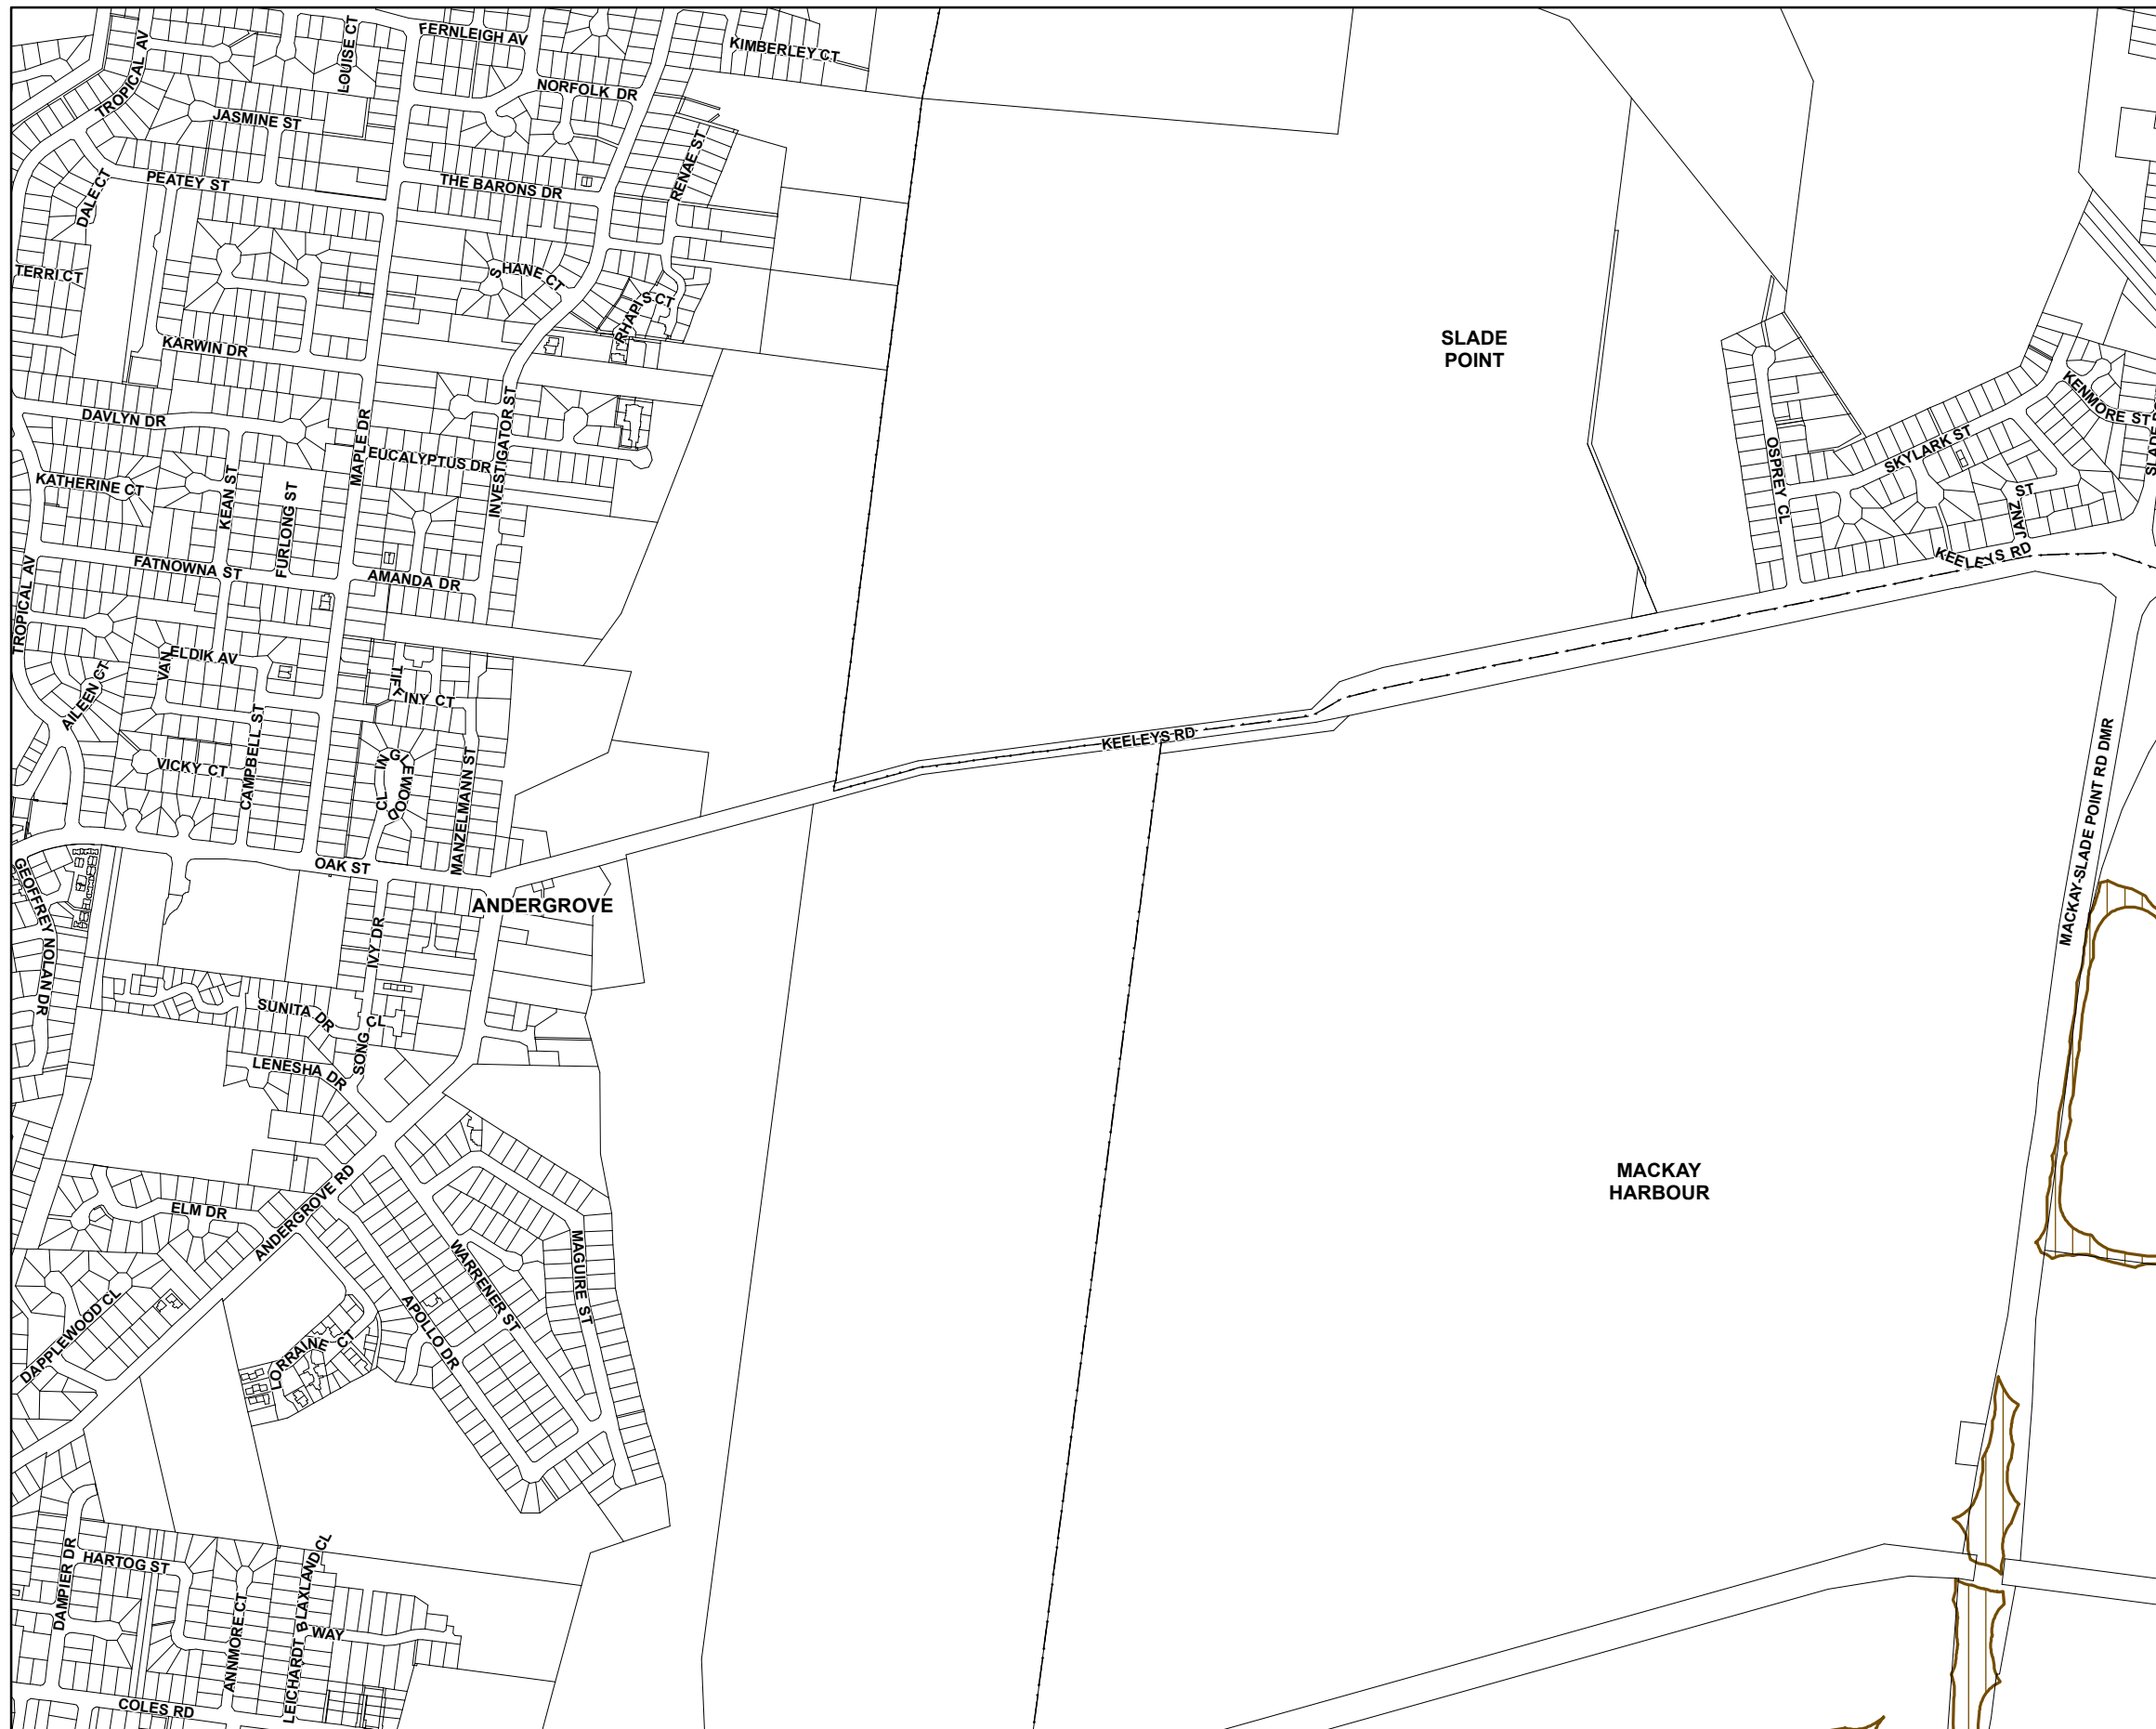 FERNLEIGH AV
KIMBERLEY CT
LOUISE CT
TROPICAL AV
NORFOLK DR
JASMINE ST
RENAE ST
PEATEY ST
THE BARONS DR
DALE CT
TERRI CT
SHANE CT
RHAPIS CT
KARWIN DR
SLADE
POINT
DAVLYN DR
MAPLE DR
INVESTIGATOR ST
EUCALYPTUS DR
KENMORE ST
SKYLARK ST
OSPREY CL
KATHERINE CT
KEAN ST
FURLONG ST
JANZ ST
KEELEYS RD
FATNOWNA ST
AMANDA DR
TROPICAL AV
VAN ELDIK AV
AILEEN CT
TIFFINY CT
CAMPBELL ST
VICKY CT
INGLEWOOD CL
MANZELMANN ST
KEELEYS RD
MACKAY-SLADE POINT RD DMR
OAK ST
GEOFFREY NOLAN DR
ANDERGROVE
IVY DR
SUNITA DR
SONG CL
LENESHA DR
MACKAY
HARBOUR
ELM DR
ANDERGROVE RD
WARRENER ST
MAGUIRE ST
APOLLO DR
DAPPLEWOOD CL
LORRAINE CT
HARTOG ST
DAMPIER DR
ANNMORE CT
BLAXLAND CL
LEICHARDT WAY
COLES RD